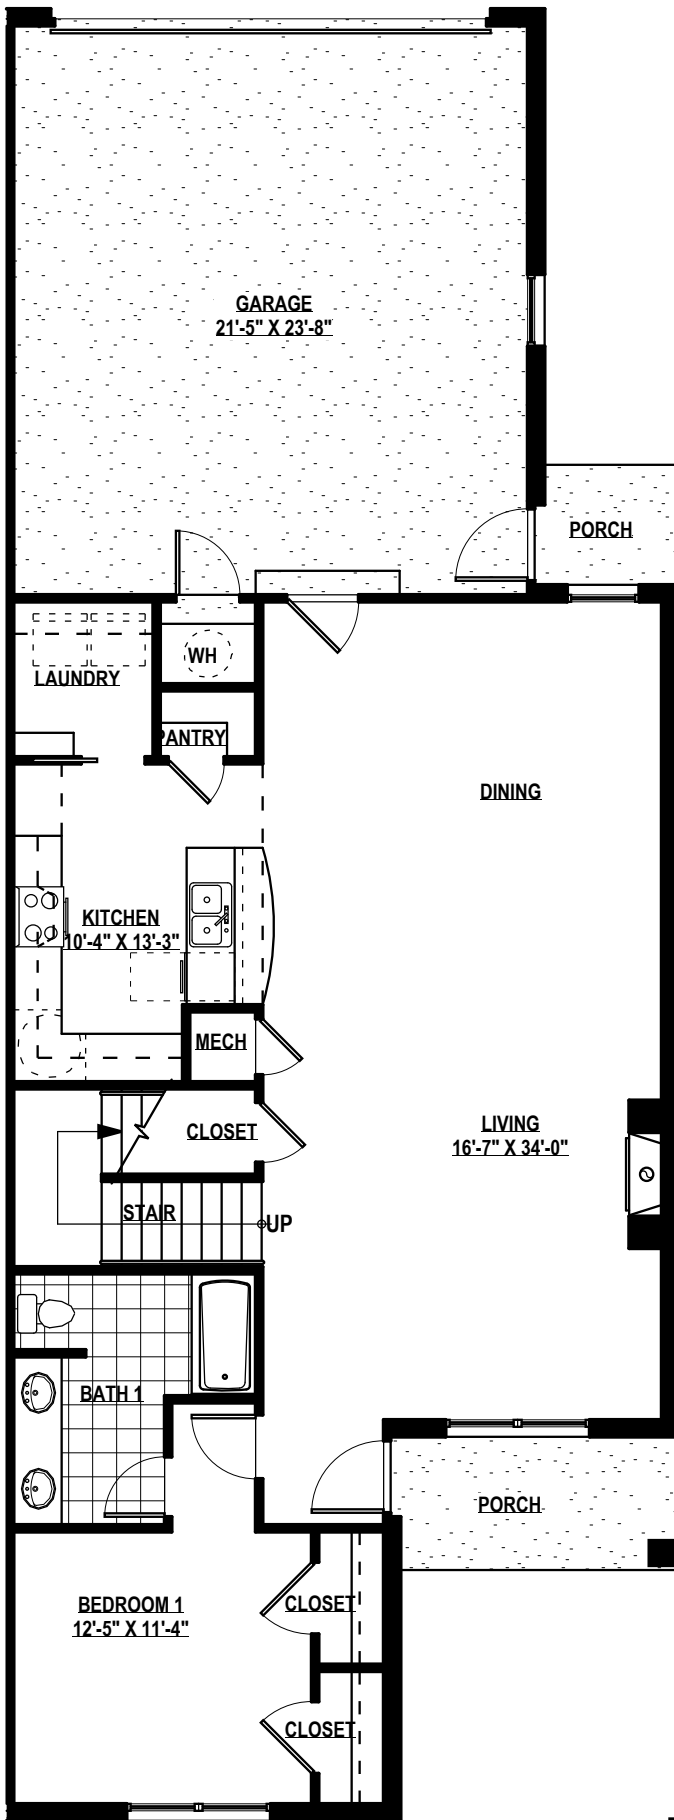 GARAGE
21'-5" X 23'-8"
PORCH
WH
LAUNDRY
PANTRY
DINING
KITCHEN
10'-4" X 13'-3"
MECH
CLOSET
LIVING
16'-7" X 34'-0"
STAIR
UP
BATH 1
PORCH
BEDROOM 1
12'-5" X 11'-4"
CLOSET
CLOSET